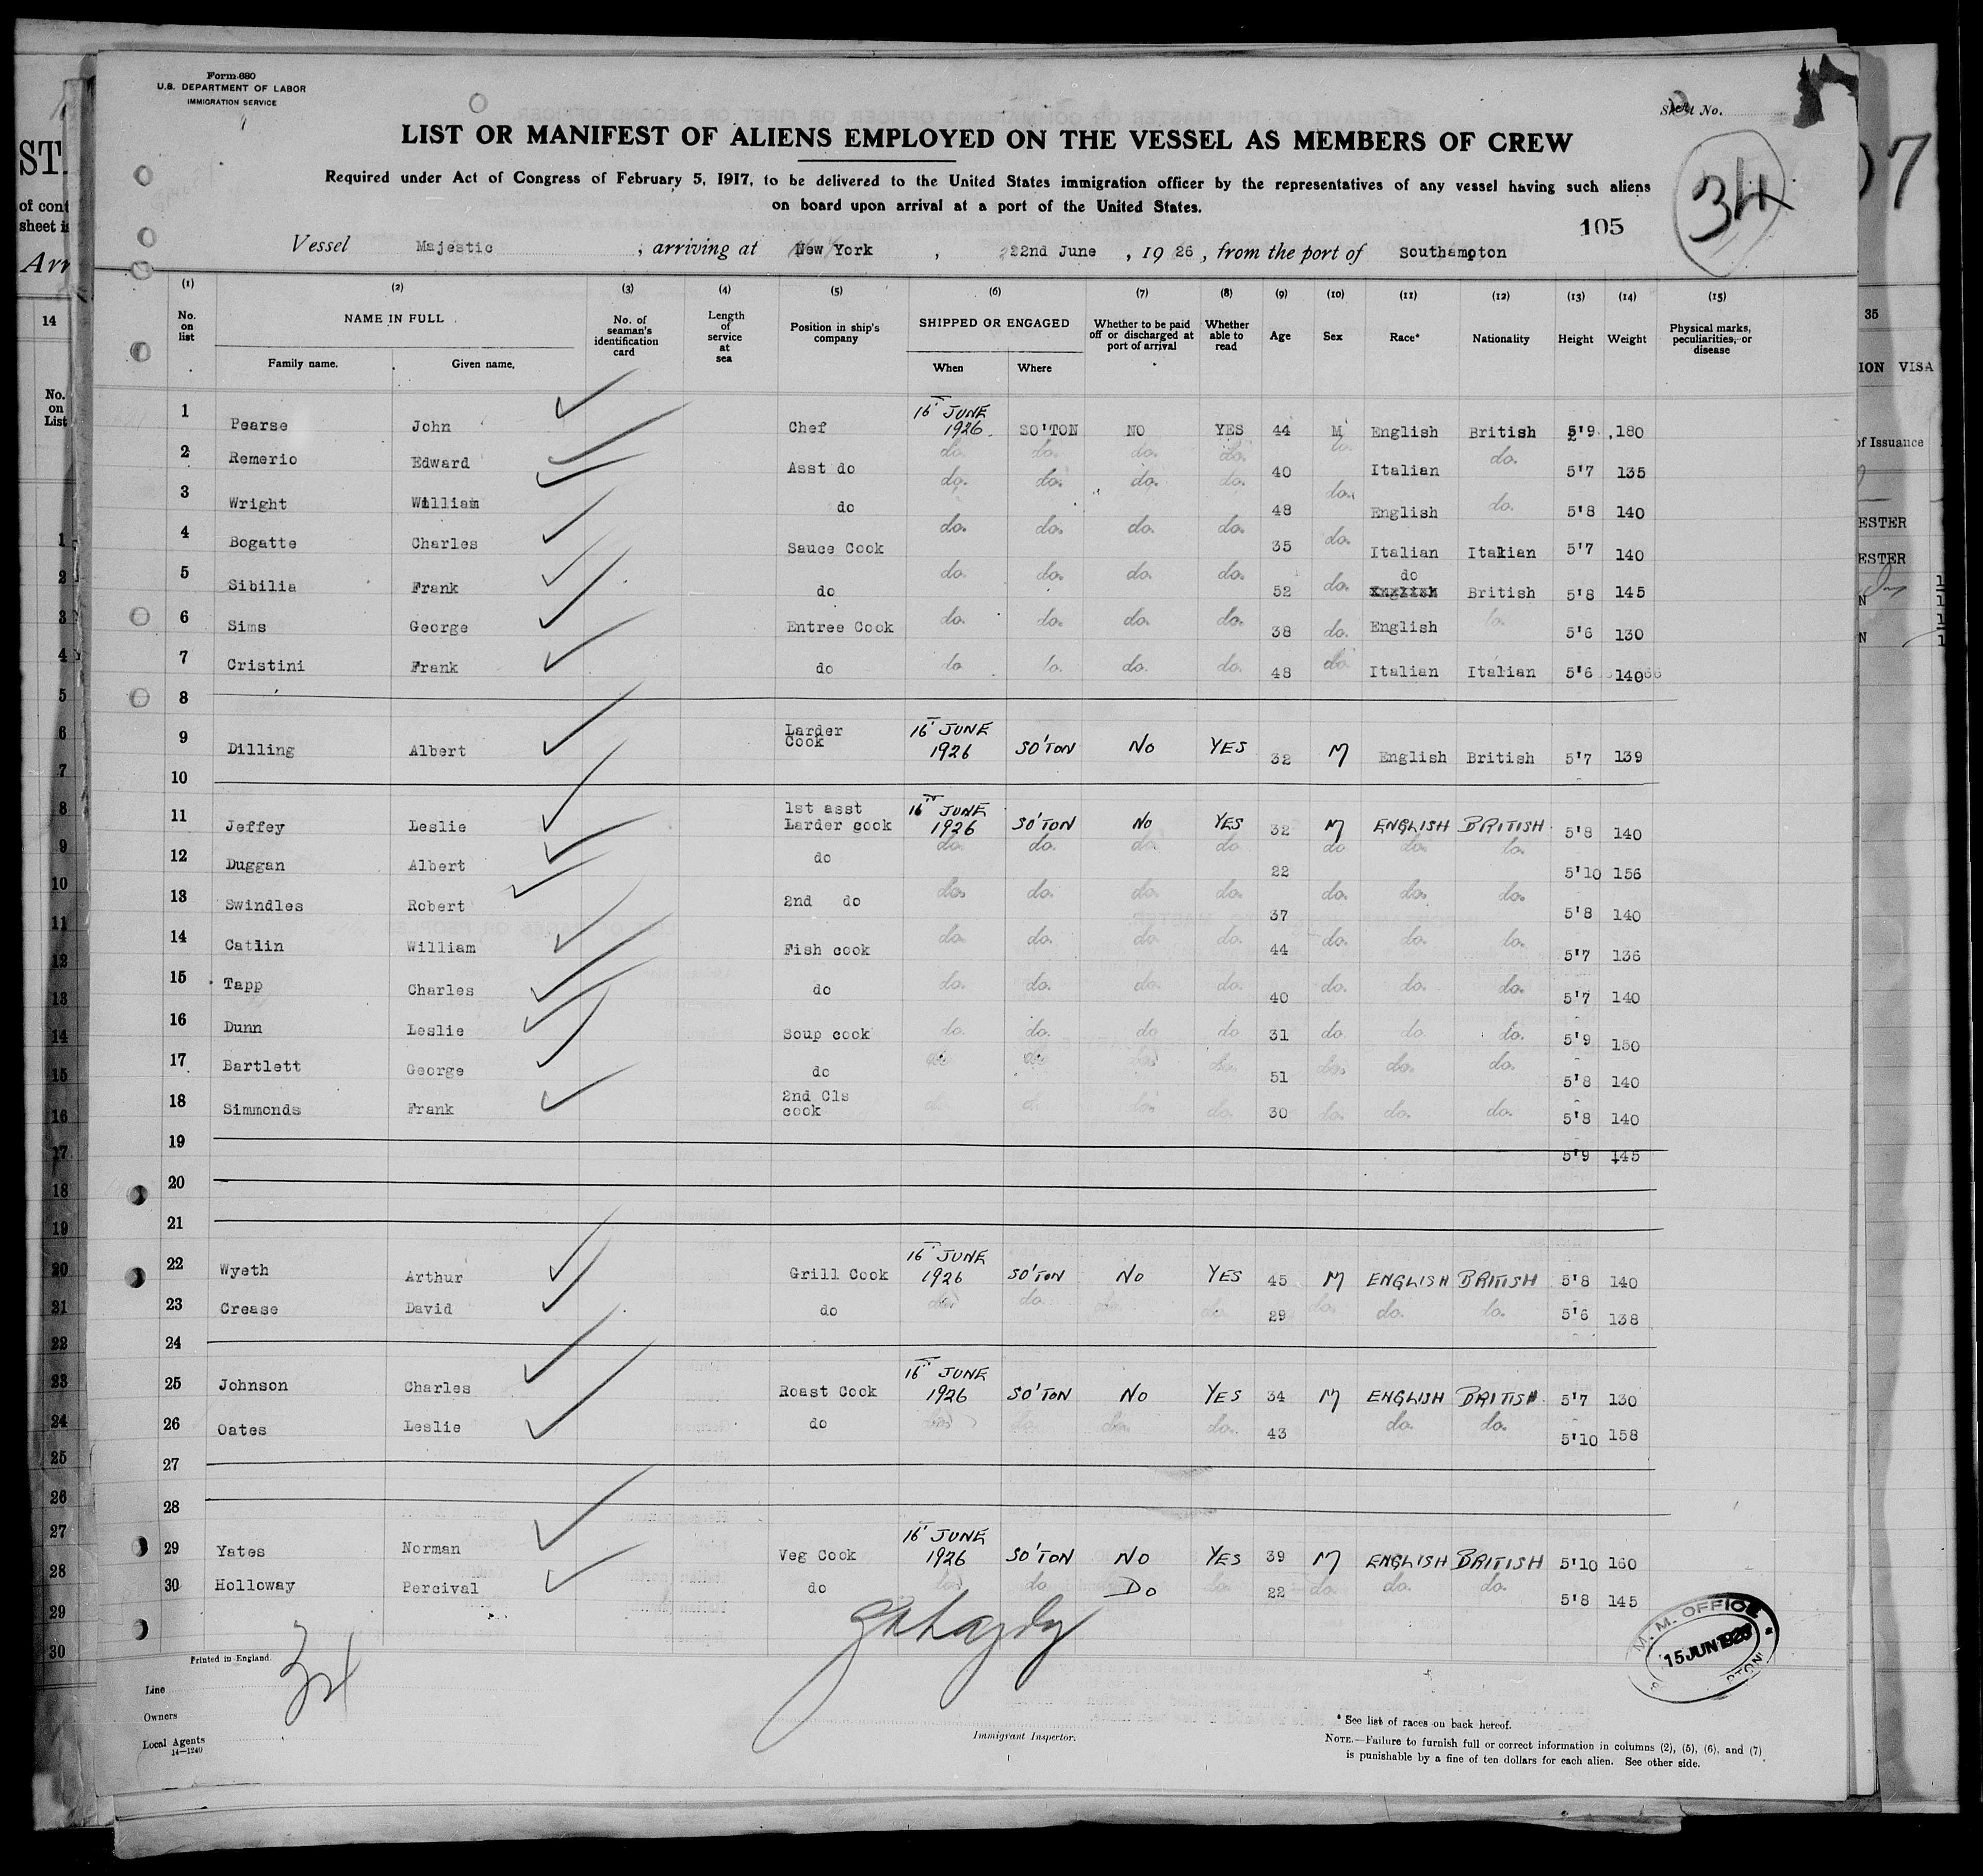 Form 680
U.S. DEPARTMENT OF LABOR
IMMIGRATION SERVICE
Sheet No.
LIST OR MANIFEST OF ALIENS EMPLOYED ON THE VESSEL AS MEMBERS OF CREW
Required under Act of Congress of February 5, 1917, to be delivered to the United States immigration officer by the representatives of any vessel having such aliens
on board upon arrival at a port of the United States.
105
34
Vessel Majestic, arriving at New York, 22nd June, 1926, from the port of Southampton
(1) (2) (3) (4) (5) (6) (7) (8) (9) (10) (11) (12) (13) (14) (15)
No. on list NAME IN FULL Family name. Given name. No. of seaman's identification card Length of service at sea Position in ship's company SHIPPED OR ENGAGED When Where Whether to be paid off or discharged at port of arrival Whether able to read Age Sex Race* Nationality Height Weight Physical marks, peculiarities, or disease
1 Pearse John Chef 16 JUNE 1926 SO'TON NO YES 44 M English British 5'9 180
2 Remerio Edward Asst do do. do. do. do. 40 do. Italian do. 5'7 135
3 Wright William do do. do. do. do. 48 do. English do. 5'8 140
4 Bogatte Charles Sauce Cook do. do. do. do. 35 do. Italian Italian 5'7 140
5 Sibilia Frank do do. do. do. do. 52 do. do British 5'8 145
6 Sims George Entree Cook do. do. do. do. 38 do. English do. 5'6 130
7 Cristini Frank do do do. do. do. 48 do Italian Italian 5'6 140
8
9 Dilling Albert Larder Cook 16 JUNE 1926 SO'TON NO YES 32 M English British 5'7 139
10
11 Jeffey Leslie 1st asst Larder cook 16 JUNE 1926 SO'TON NO YES 32 M ENGLISH BRITISH 5'8 140
12 Duggan Albert do do. do. do. do. 22 do do. do. 5'10 156
13 Swindles Robert 2nd do do. do. do. do. 37 do. do. do. 5'8 140
14 Catlin William Fish cook do. do. do. do. 44 do. do. do. 5'7 136
15 Tapp Charles do do. do. do. do. 40 do. do. do. 5'7 140
16 Dunn Leslie Soup cook do. do. do do 31 do. do. do. 5'9 150
17 Bartlett George do do do do do. 51 do. do. do. 5'8 140
18 Simmonds Frank 2nd Cls cook do. do do. do. 30 do. do. do. 5'8 140
19 5'9 145
20
21
22 Wyeth Arthur Grill Cook 16 JUNE 1926 SO'TON NO YES 45 M ENGLISH BRITISH 5'8 140
23 Crease David do do. do. do. do. 29 do. do. do. 5'6 138
24
25 Johnson Charles Roast Cook 16 JUNE 1926 SO'TON NO YES 34 M ENGLISH BRITISH 5'7 130
26 Oates Leslie do do. do. do. do. 43 do. do. 5'10 158
27
28
29 Yates Norman Veg Cook 16 JUNE 1926 SO'TON NO YES 39 M ENGLISH BRITISH 5'10 160
30 Holloway Percival do do. do. Do do. 22 do. do. do. 5'8 145
Printed in England.
34
Line
Owners
Local Agents
14—1240
Immigrant Inspector.
M. M. OFFICE
15 JUN 1926
* See list of races on back hereof.
NOTE.—Failure to furnish full or correct information in columns (2), (5), (6), and (7)
is punishable by a fine of ten dollars for each alien. See other side.